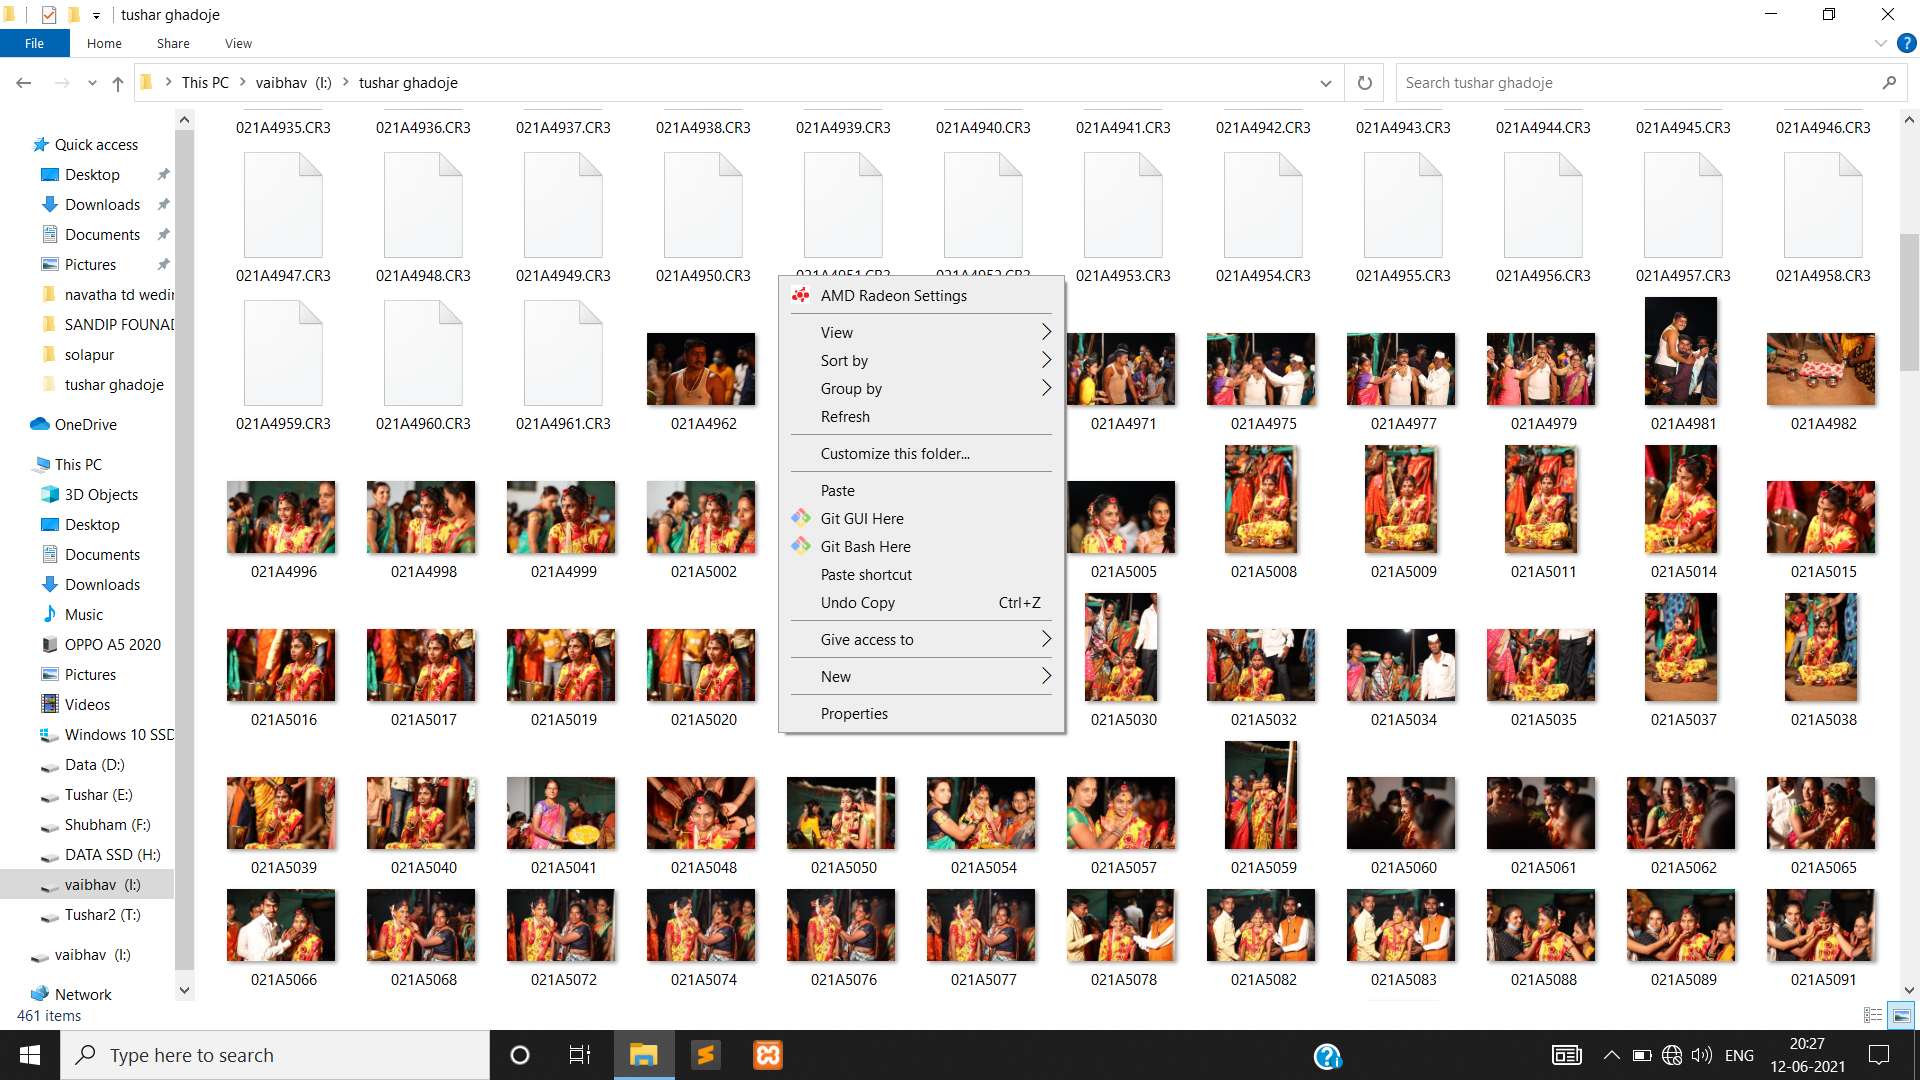 tushar ghadoje
File Home Share View
This PC vaibhav (I:) tushar ghadoje
Search tushar ghadoje
Quick access
Desktop
Downloads
Documents
Pictures
navatha td wedin
SANDIP FOUNAD
solapur
tushar ghadoje
OneDrive
This PC
3D Objects
Desktop
Documents
Downloads
Music
OPPO A5 2020
Pictures
Videos
Windows 10 SSD
Data (D:)
Tushar (E:)
Shubham (F:)
DATA SSD (H:)
vaibhav (I:)
Tushar2 (T:)
vaibhav (I:)
Network
461 items
021A4935.CR3 021A4936.CR3 021A4937.CR3 021A4938.CR3 021A4939.CR3 021A4940.CR3 021A4941.CR3 021A4942.CR3 021A4943.CR3 021A4944.CR3 021A4945.CR3 021A4946.CR3
021A4947.CR3 021A4948.CR3 021A4949.CR3 021A4950.CR3 021A4951.CR3 021A4952.CR3 021A4953.CR3 021A4954.CR3 021A4955.CR3 021A4956.CR3 021A4957.CR3 021A4958.CR3
021A4959.CR3 021A4960.CR3 021A4961.CR3 021A4962 021A4971 021A4975 021A4977 021A4979 021A4981 021A4982
021A4996 021A4998 021A4999 021A5002 021A5005 021A5008 021A5009 021A5011 021A5014 021A5015
021A5016 021A5017 021A5019 021A5020 021A5030 021A5032 021A5034 021A5035 021A5037 021A5038
021A5039 021A5040 021A5041 021A5048 021A5050 021A5054 021A5057 021A5059 021A5060 021A5061 021A5062 021A5065
021A5066 021A5068 021A5072 021A5074 021A5076 021A5077 021A5078 021A5082 021A5083 021A5088 021A5089 021A5091
AMD Radeon Settings
View
Sort by
Group by
Refresh
Customize this folder...
Paste
Git GUI Here
Git Bash Here
Paste shortcut
Undo Copy Ctrl+Z
Give access to
New
Properties
Type here to search
ENG
20:27
12-06-2021